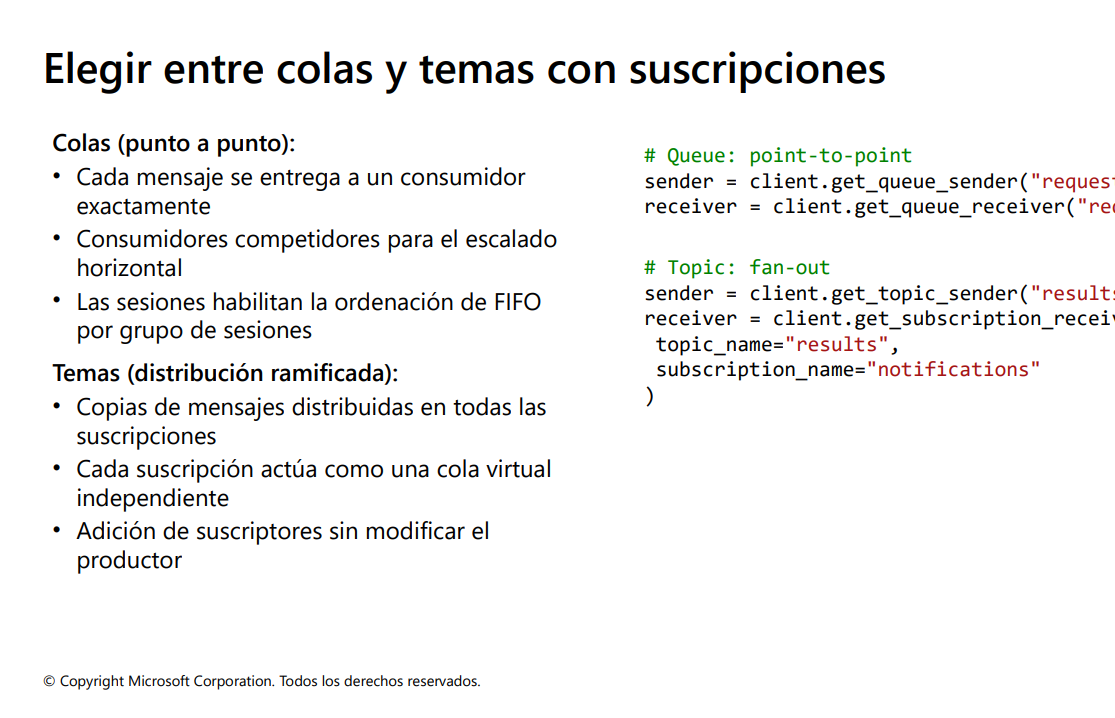 Elegir entre colas y temas con suscripciones
Colas (punto a punto):
• Cada mensaje se entrega a un consumidor
exactamente
• Consumidores competidores para el escalado
horizontal
• Las sesiones habilitan la ordenación de FIFO
por grupo de sesiones
Temas (distribución ramificada):
• Copias de mensajes distribuidas en todas las
suscripciones
• Cada suscripción actúa como una cola virtual
independiente
• Adición de suscriptores sin modificar el
productor
# Queue: point-to-point
sender = client.get_queue_sender("request
receiver = client.get_queue_receiver("rec
# Topic: fan-out
sender = client.get_topic_sender("results
receiver = client.get_subscription_receiv
topic_name="results",
subscription_name="notifications"
)
© Copyright Microsoft Corporation. Todos los derechos reservados.